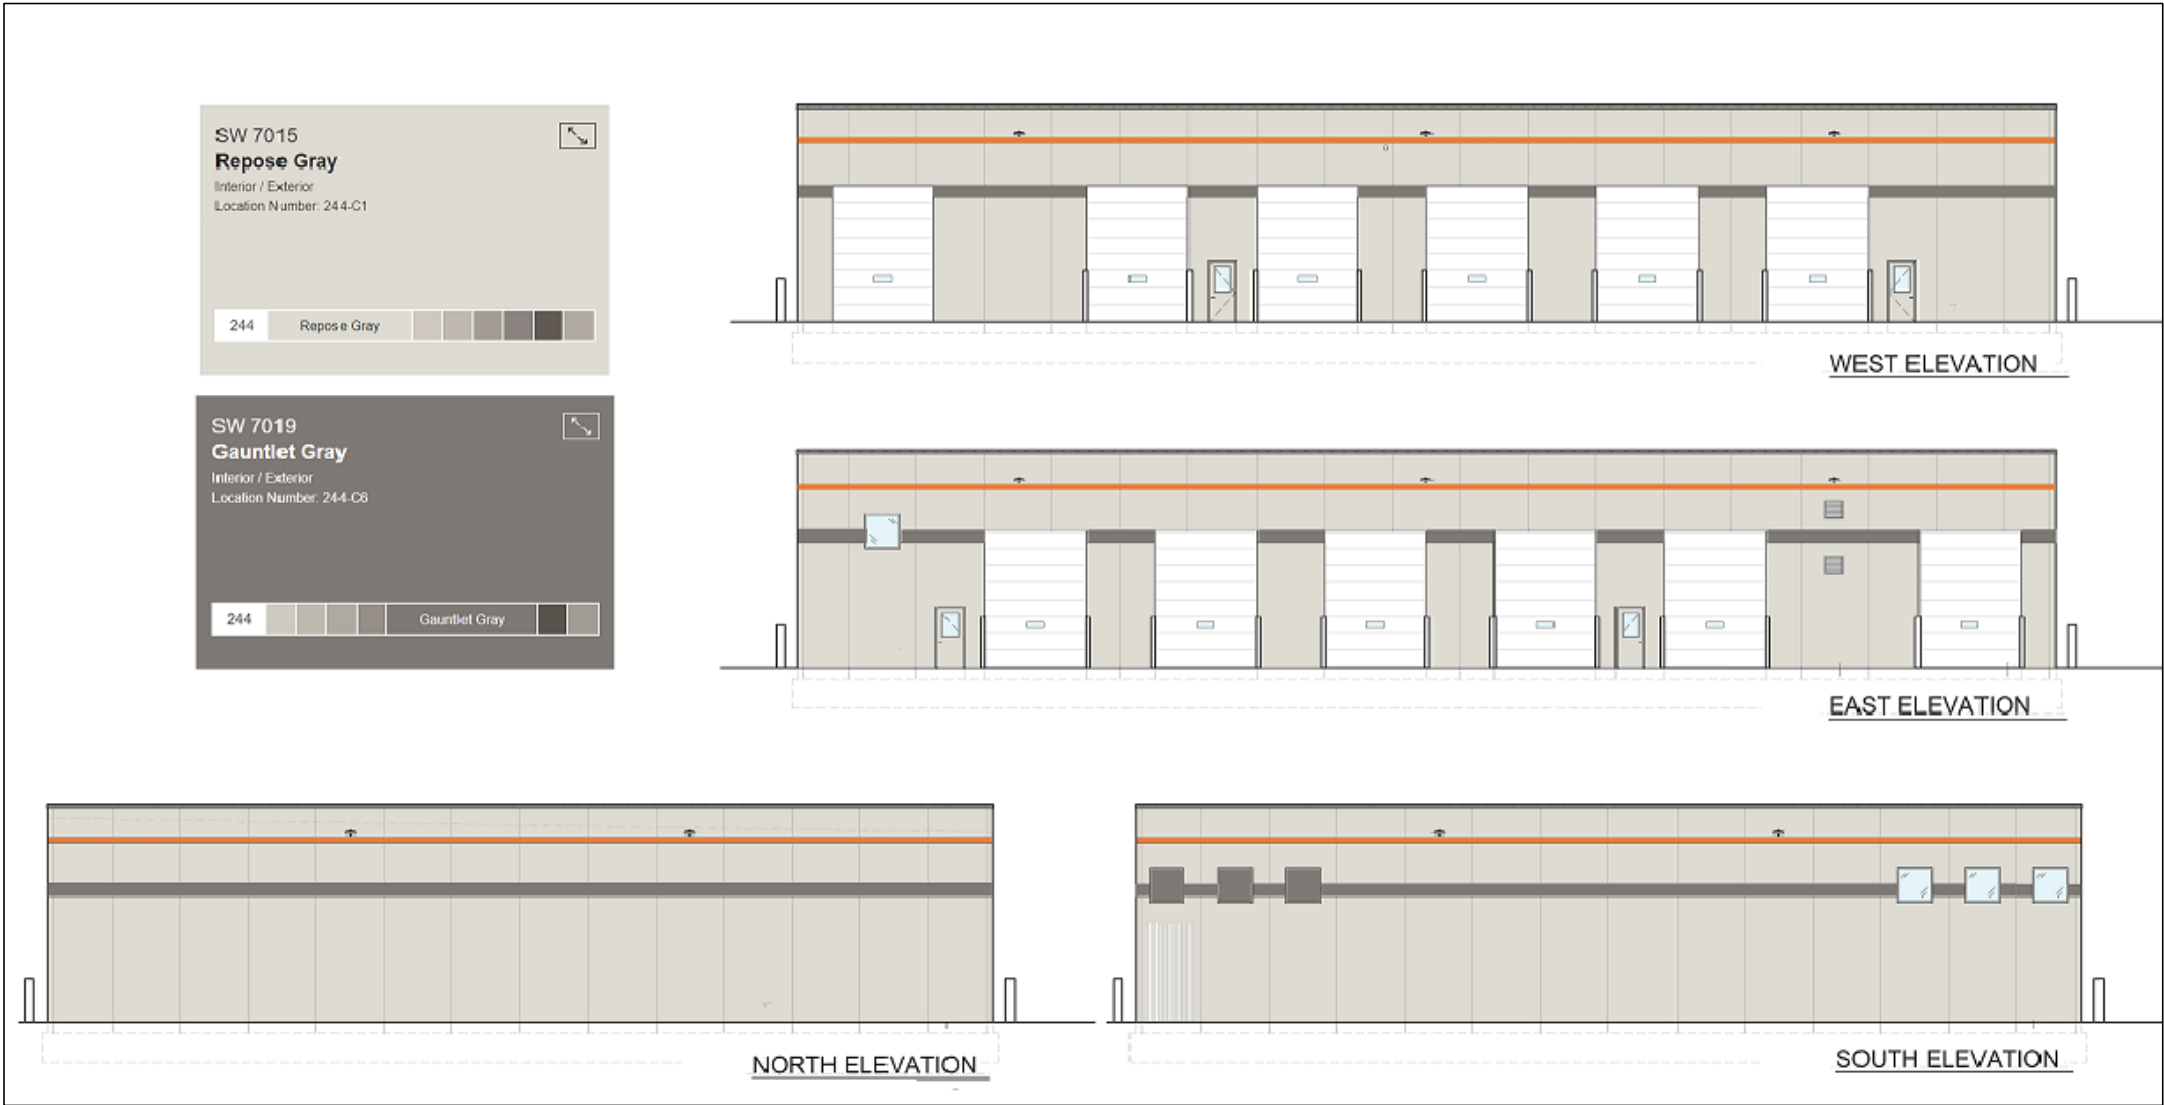 SW 7015
Repose Gray
Interior / Exterior
Location Number: 244-C1
244 Repose Gray
SW 7019
Gauntlet Gray
Interior / Exterior
Location Number: 244-C6
244 Gauntlet Gray
WEST ELEVATION
EAST ELEVATION
NORTH ELEVATION
SOUTH ELEVATION